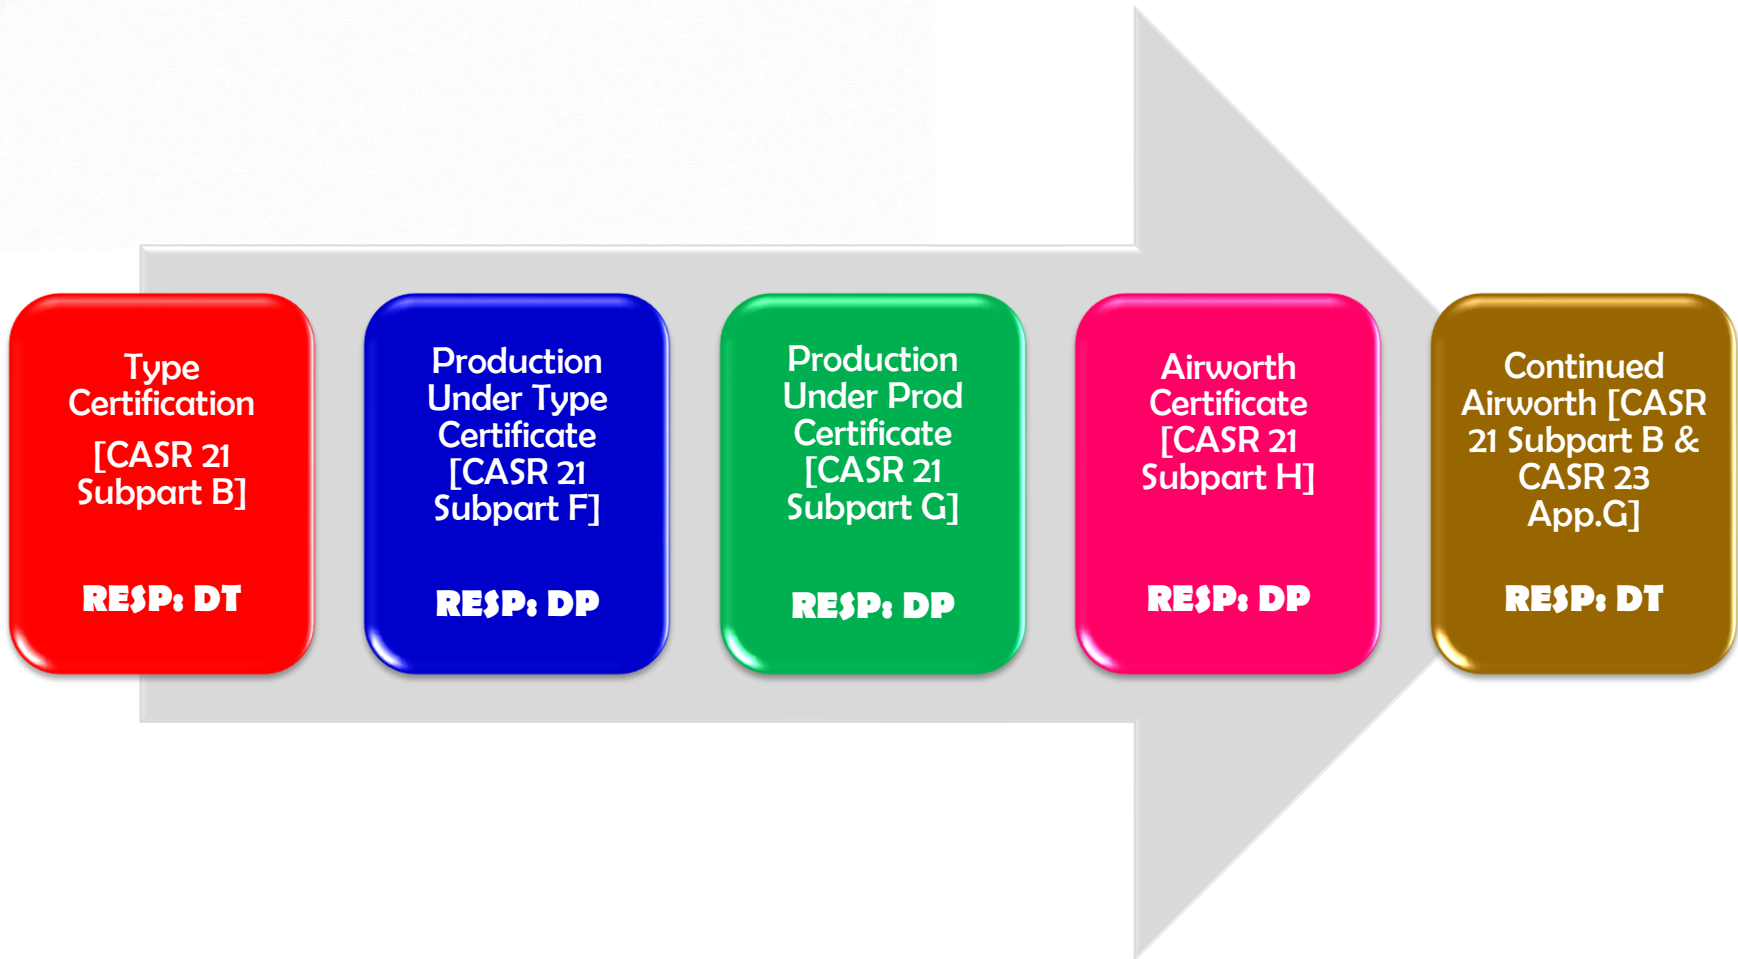 Type
Certification
[CASR 21
Subpart B]
RESP: DT
Production
Under Type
Certificate
[CASR 21
Subpart F]
RESP: DP
Production
Under Prod
Certificate
[CASR 21
Subpart G]
RESP: DP
Airworth
Certificate
[CASR 21
Subpart H]
RESP: DP
Continued
Airworth [CASR
21 Subpart B &
CASR 23
App.G]
RESP: DT